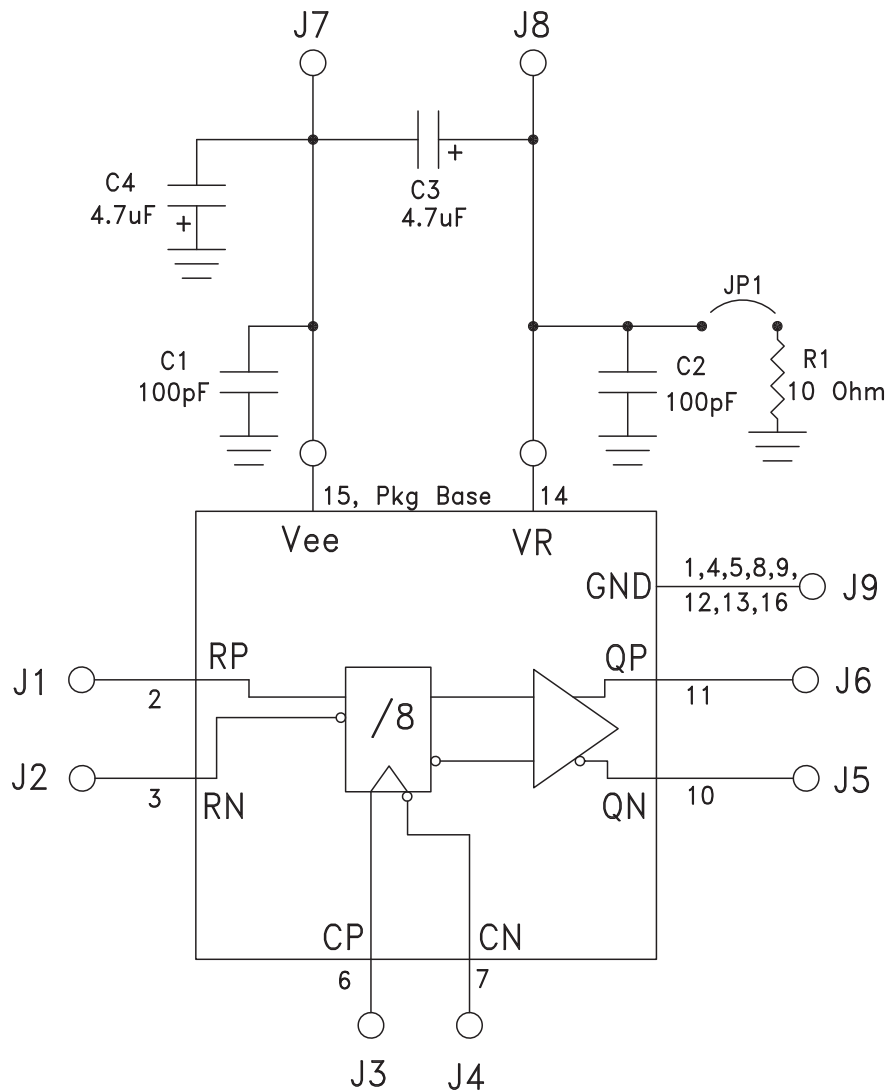 J7
J8
C4
4.7uF
+
+
C3
4.7uF
JP1
C1
100pF
C2
100pF
R1
10 Ohm
15, Pkg Base
14
Vee
VR
GND
1,4,5,8,9,
12,13,16
J9
J1
2
RP
QP
11
J6
/8
J2
3
RN
QN
10
J5
CP
CN
6
7
J3
J4